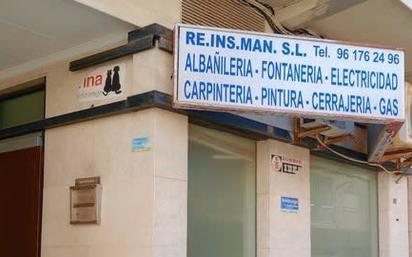 RE.INS.MAN. S.L. Tel. 96 176 24 96
ALBAÑILERIA - FONTANERIA - ELECTRICIDAD
CARPINTERIA - PINTURA - CERRAJERIA - GAS
.ina